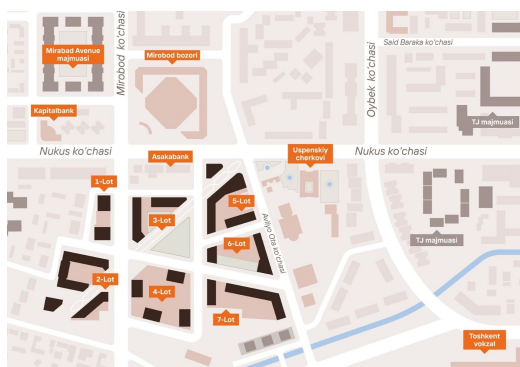 Mirobod ko'chasi
Mirabad Avenue
majmuasi
Mirobod bozori
Said Baraka ko'chasi
Oybek ko'chasi
Kapitalbank
TJ majmuasi
Nukus ko'chasi
Asakabank
Uspenskiy
cherkovi
Nukus ko'chasi
1-Lot
5-Lot
3-Lot
Avliyo Ota ko'chasi
6-Lot
TJ majmuasi
2-Lot
4-Lot
7-Lot
Toshkent
vokzal